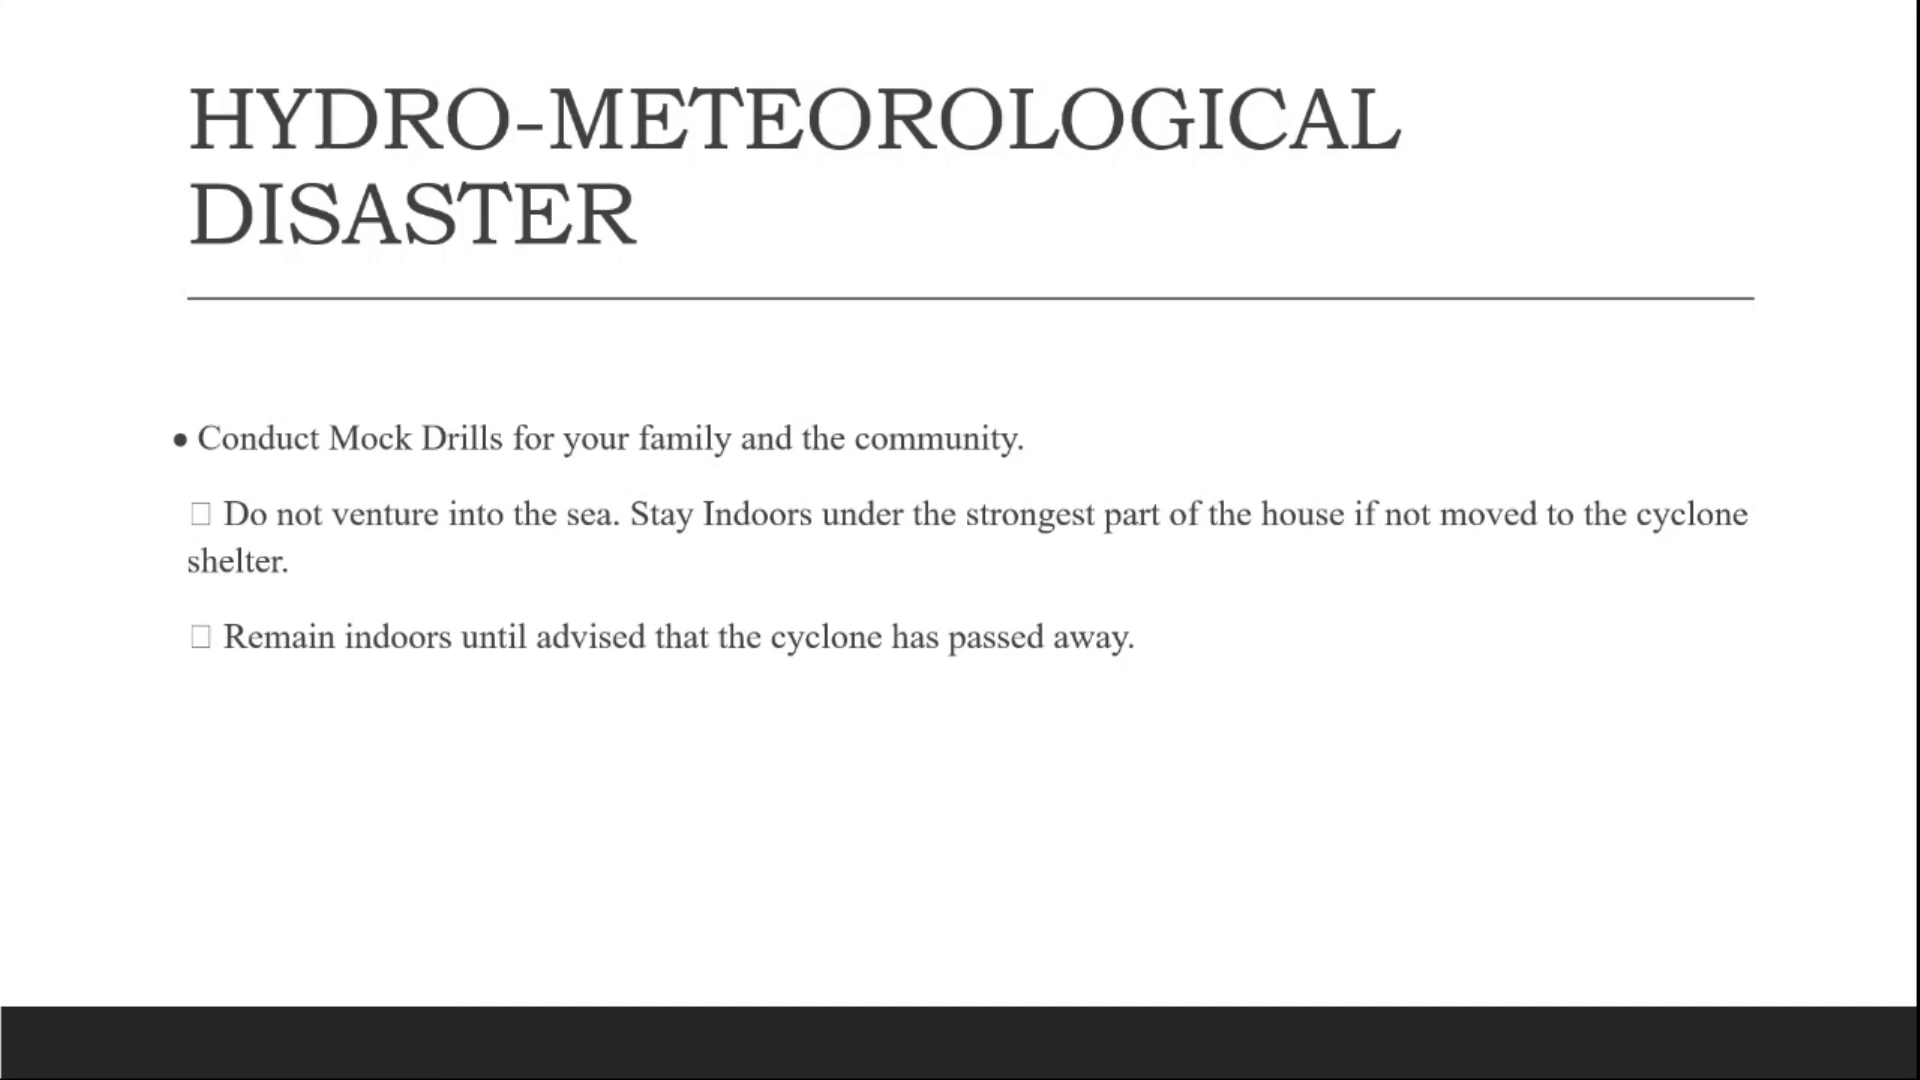 HYDRO-METEOROLOGICAL
DISASTER
• Conduct Mock Drills for your family and the community.
□ Do not venture into the sea. Stay Indoors under the strongest part of the house if not moved to the cyclone
shelter.
□ Remain indoors until advised that the cyclone has passed away.